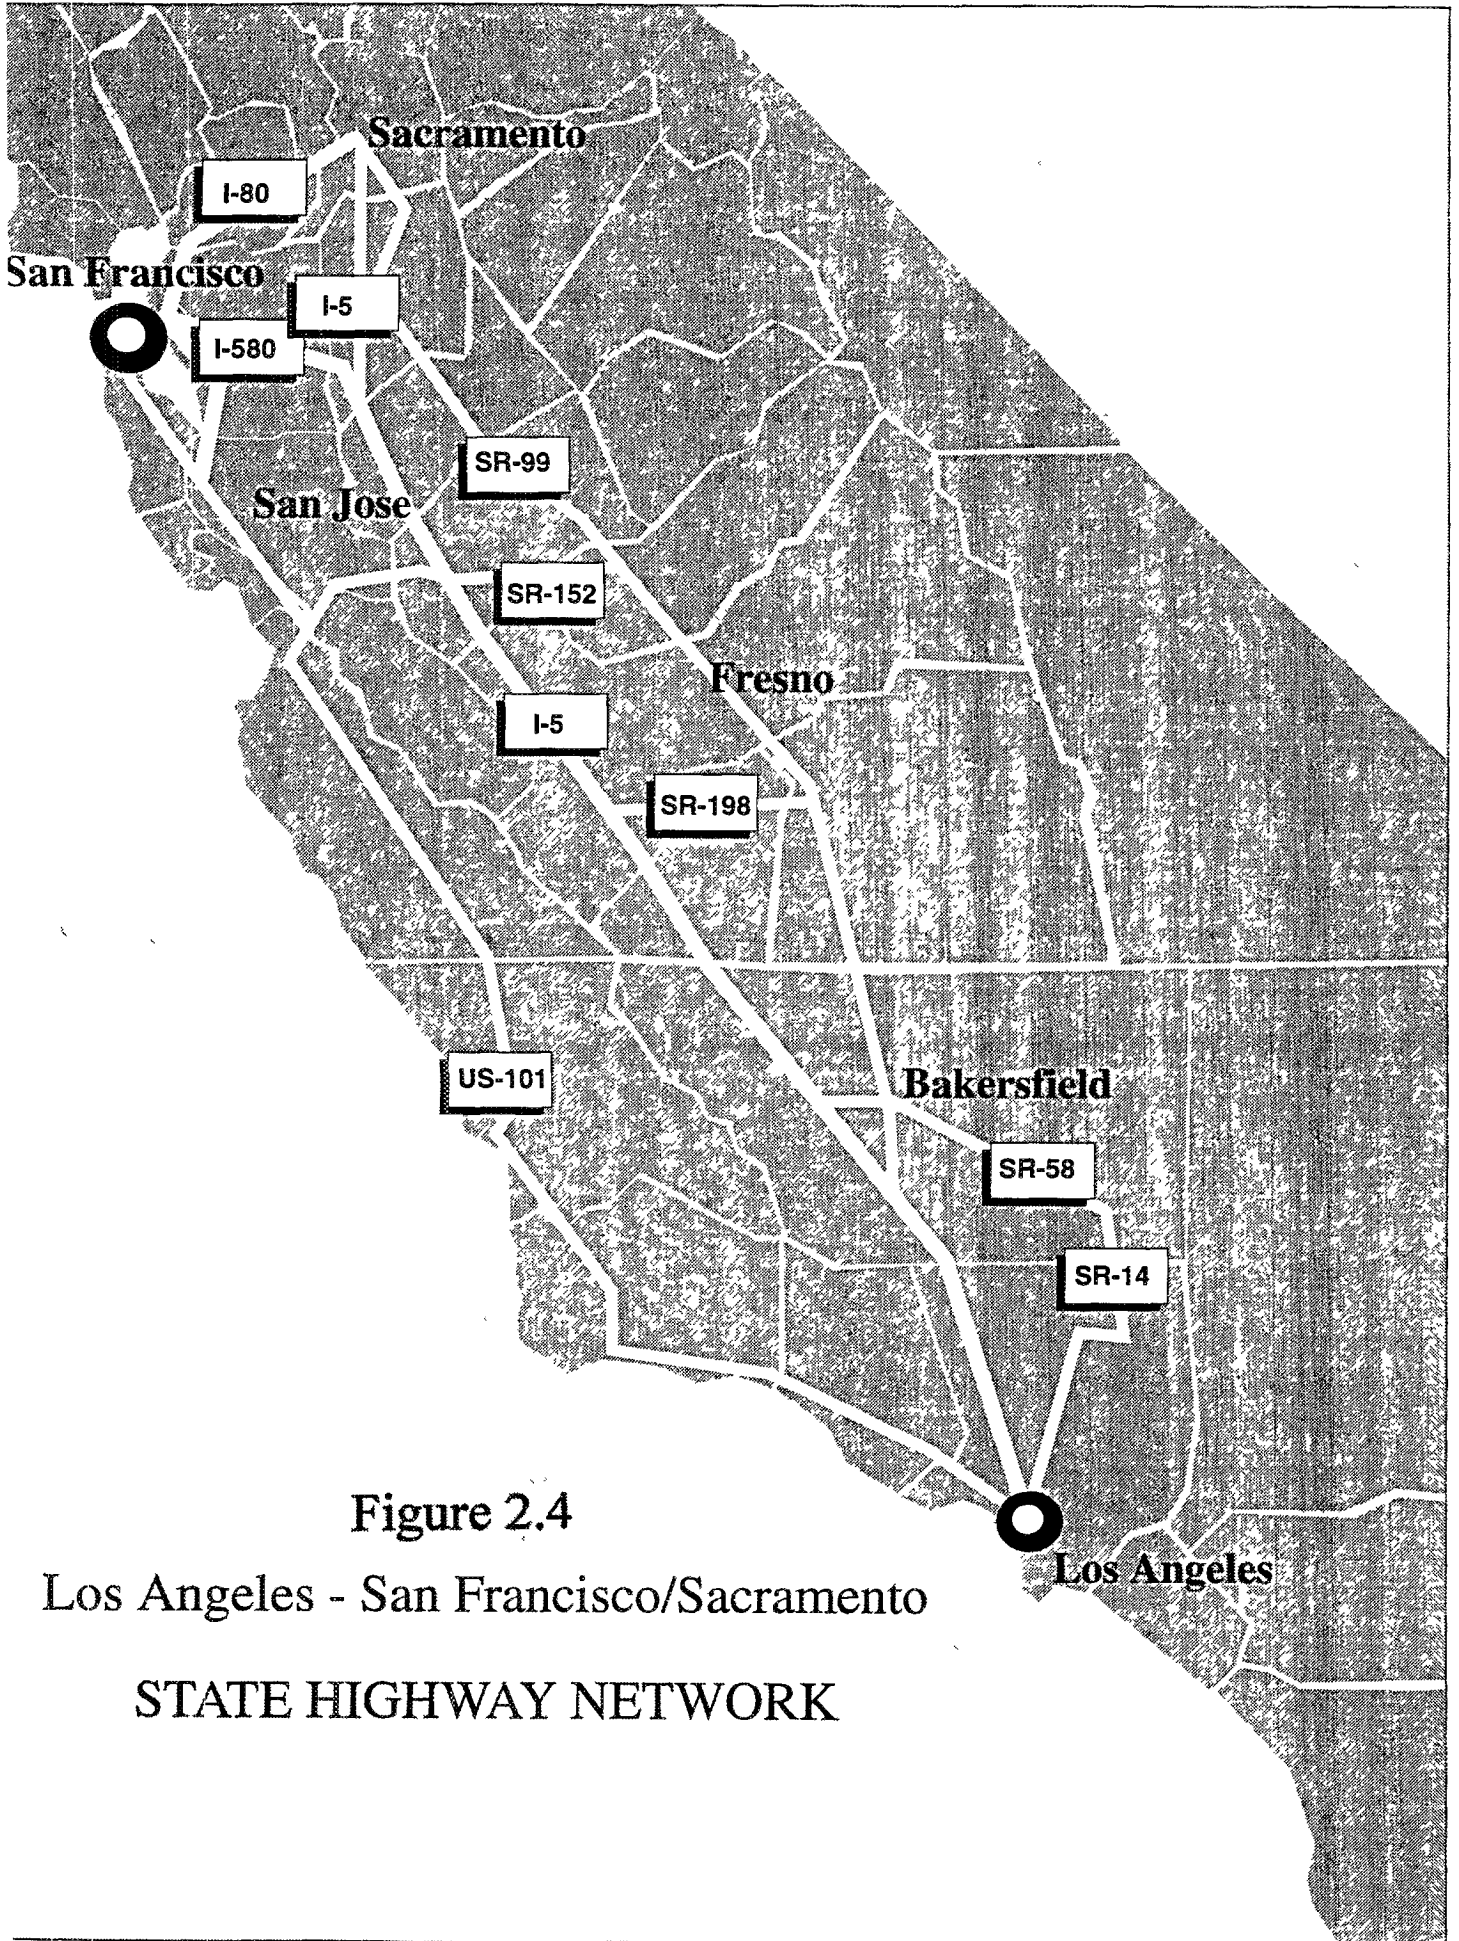 Sacramento
I-80
San Francisco
I-5
I-580
SR-99
San Jose
SR-152
Fresno
I-5
SR-198
US-101
Bakersfield
SR-58
SR-14
Los Angeles
Figure 2.4
Los Angeles - San Francisco/Sacramento
STATE HIGHWAY NETWORK